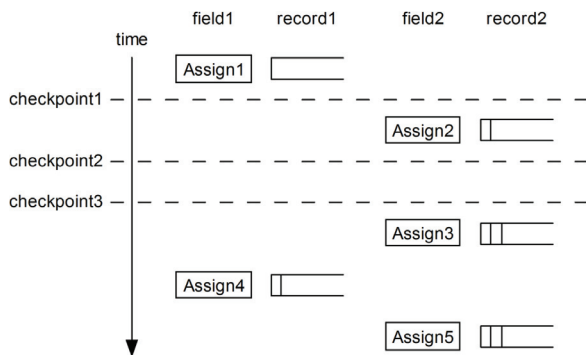 field1 record1 field2 record2
time
Assign1
checkpoint1
Assign2
checkpoint2
checkpoint3
Assign3
Assign4
Assign5